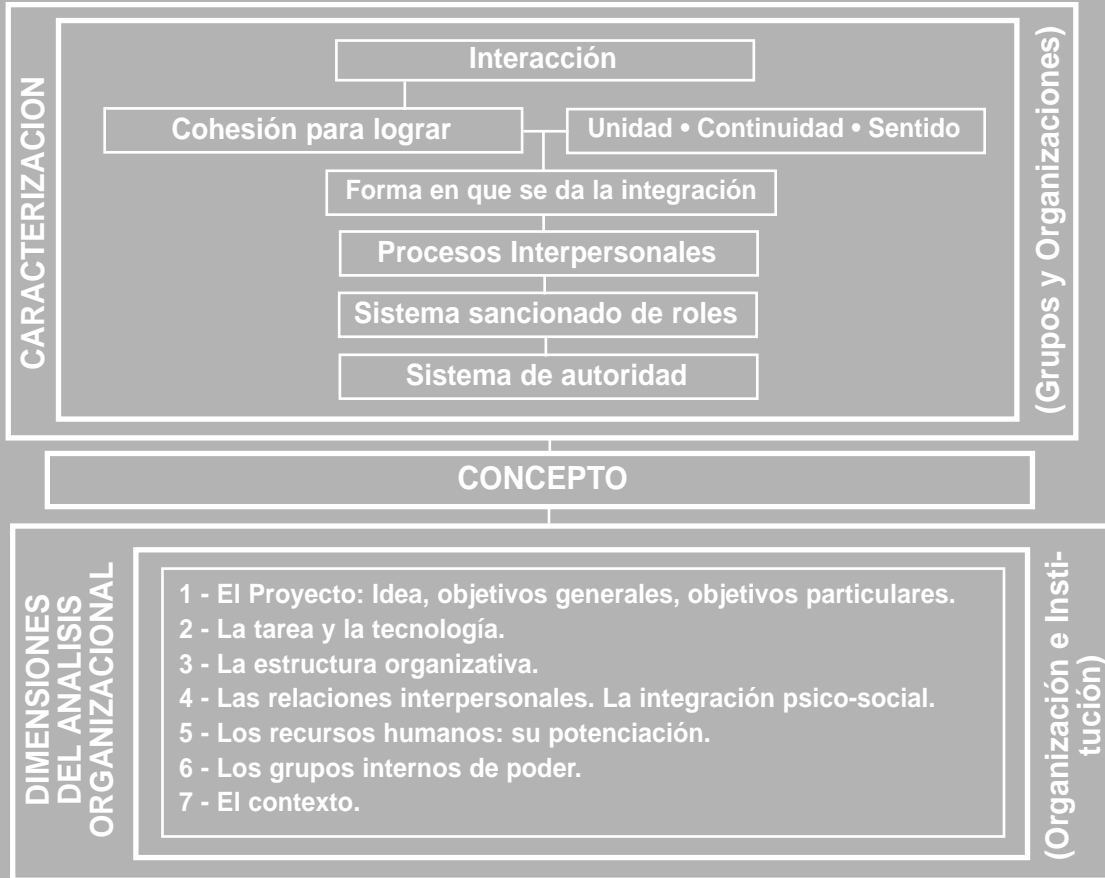 CARACTERIZACION
Interacción
Cohesión para lograr
Unidad • Continuidad • Sentido
Forma en que se da la integración
Procesos Interpersonales
Sistema sancionado de roles
Sistema de autoridad
(Grupos y Organizaciones)
CONCEPTO
DIMENSIONES
DEL ANALISIS
ORGANIZACIONAL
1 - El Proyecto: Idea, objetivos generales, objetivos particulares.
2 - La tarea y la tecnología.
3 - La estructura organizativa.
4 - Las relaciones interpersonales. La integración psico-social.
5 - Los recursos humanos: su potenciación.
6 - Los grupos internos de poder.
7 - El contexto.
(Organización e Insti-
tución)